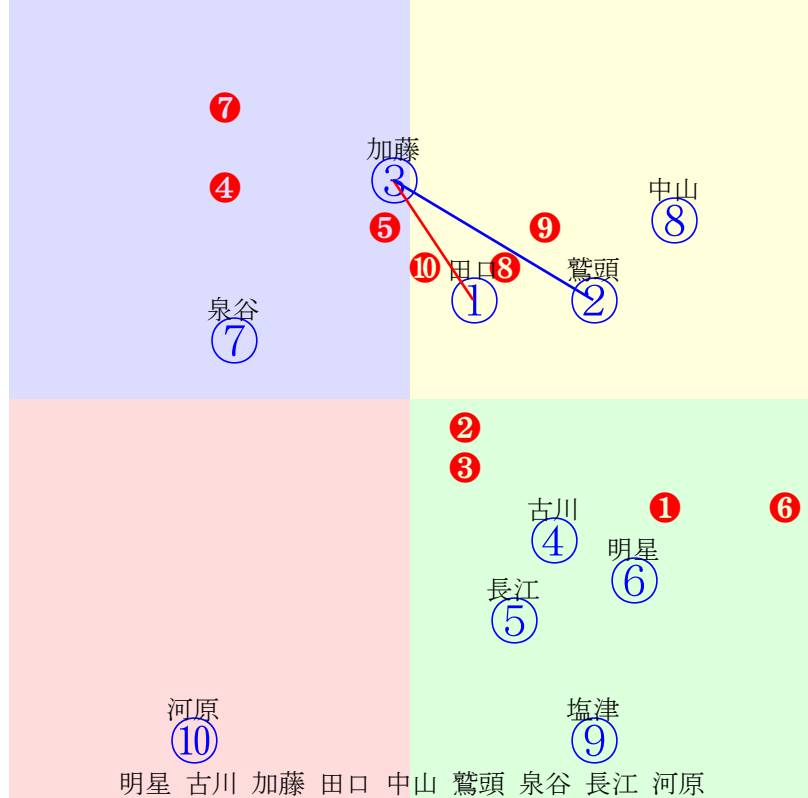 ❼
加藤
③
❹
中山
⑧
❺
❾
❿
田口
①
❽
鷲頭
②
泉谷
⑦
❷
❸
古川
④
❶
❻
明星
⑥
長江
⑤
河原
⑩
塩津
⑨
明星 古川 加藤 田口 中山 鷲頭 泉谷 長江 河原